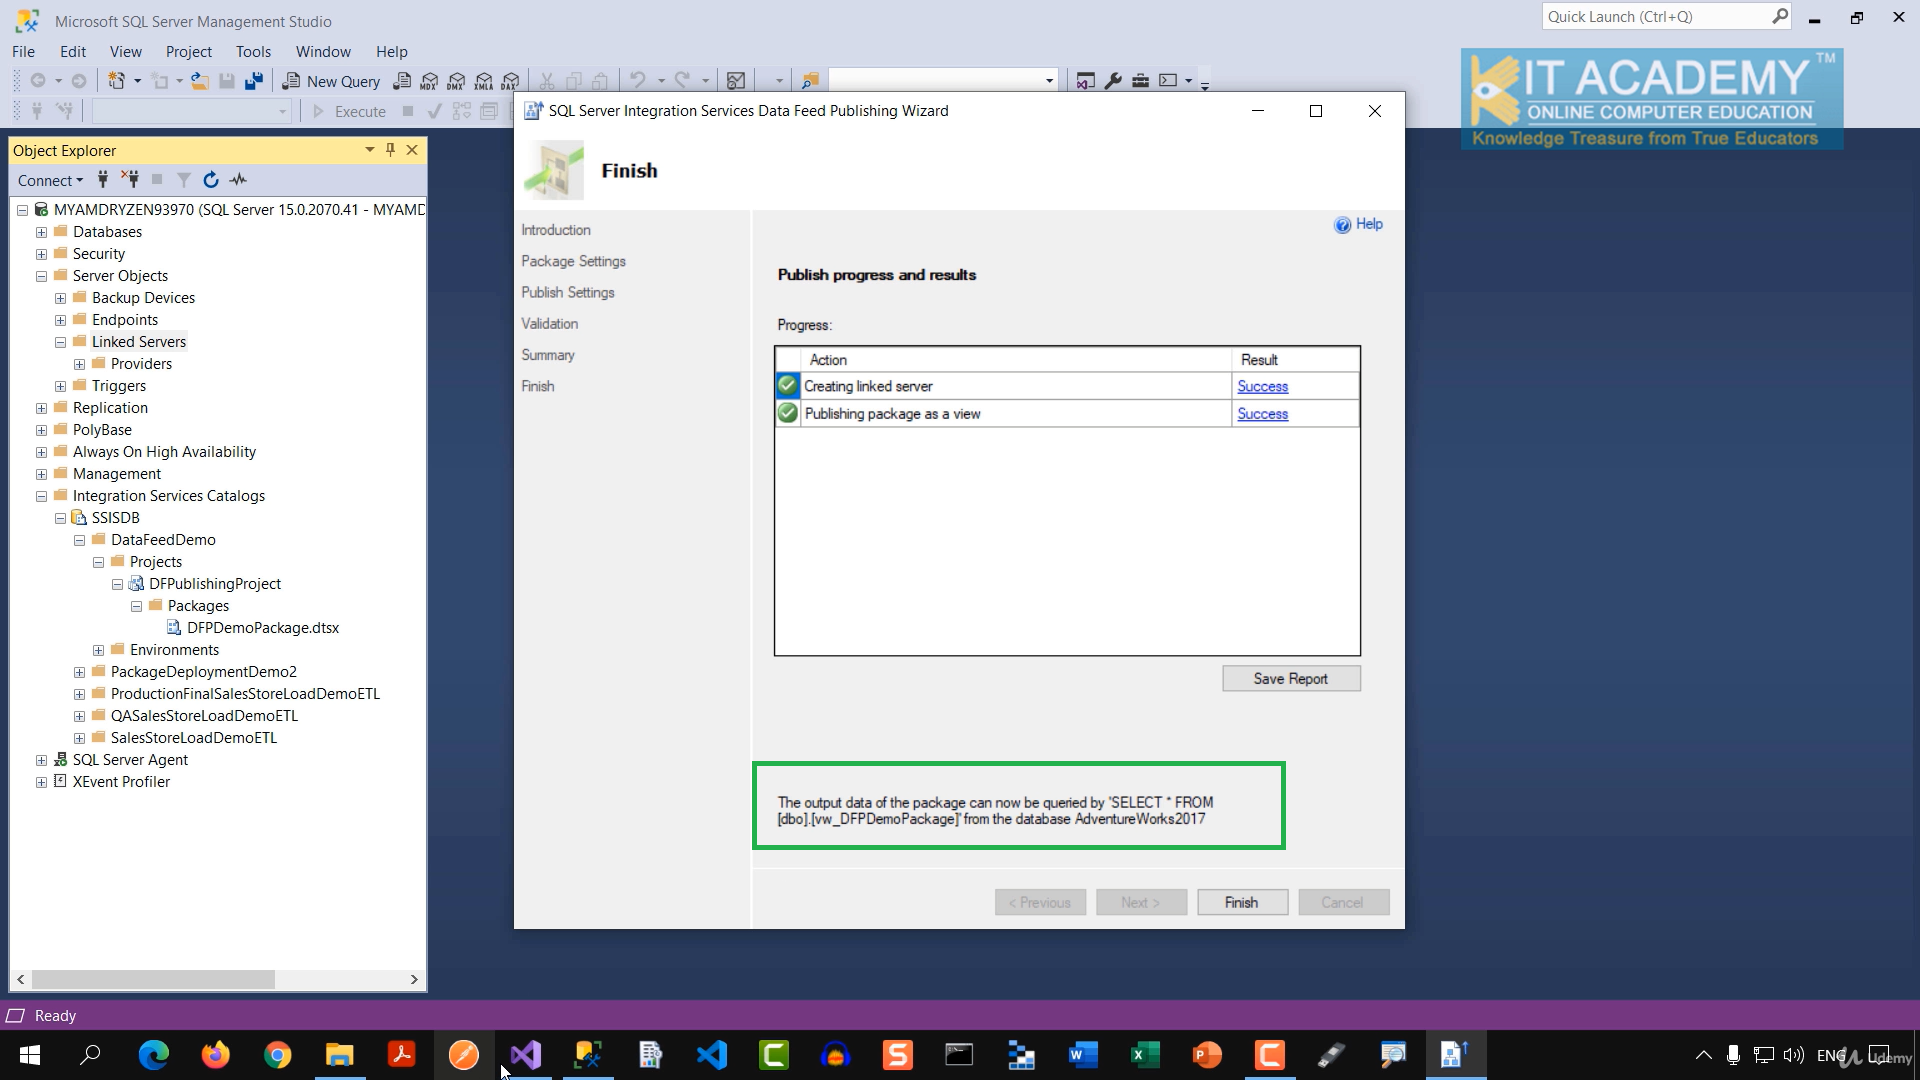 Microsoft SQL Server Management Studio
Quick Launch (Ctrl+Q)
File Edit View Project Tools Window Help
New Query MDX DMX XMLA DAX
Execute
KIT ACADEMY TM
ONLINE COMPUTER EDUCATION
Knowledge Treasure from True Educators
Object Explorer
Connect
MYAMDRYZEN93970 (SQL Server 15.0.2070.41 - MYAMD
Databases
Security
Server Objects
Backup Devices
Endpoints
Linked Servers
Providers
Triggers
Replication
PolyBase
Always On High Availability
Management
Integration Services Catalogs
SSISDB
DataFeedDemo
Projects
DFPublishingProject
Packages
DFPDemoPackage.dtsx
Environments
PackageDeploymentDemo2
ProductionFinalSalesStoreLoadDemoETL
QASalesStoreLoadDemoETL
SalesStoreLoadDemoETL
SQL Server Agent
XEvent Profiler
SQL Server Integration Services Data Feed Publishing Wizard
Finish
Introduction
Package Settings
Publish Settings
Validation
Summary
Finish
Help
Publish progress and results
Progress:
Action Result
Creating linked server Success
Publishing package as a view Success
Save Report
The output data of the package can now be queried by 'SELECT * FROM
[dbo].[vw_DFPDemoPackage]' from the database AdventureWorks2017
< Previous Next > Finish Cancel
Ready
ENG
Udemy